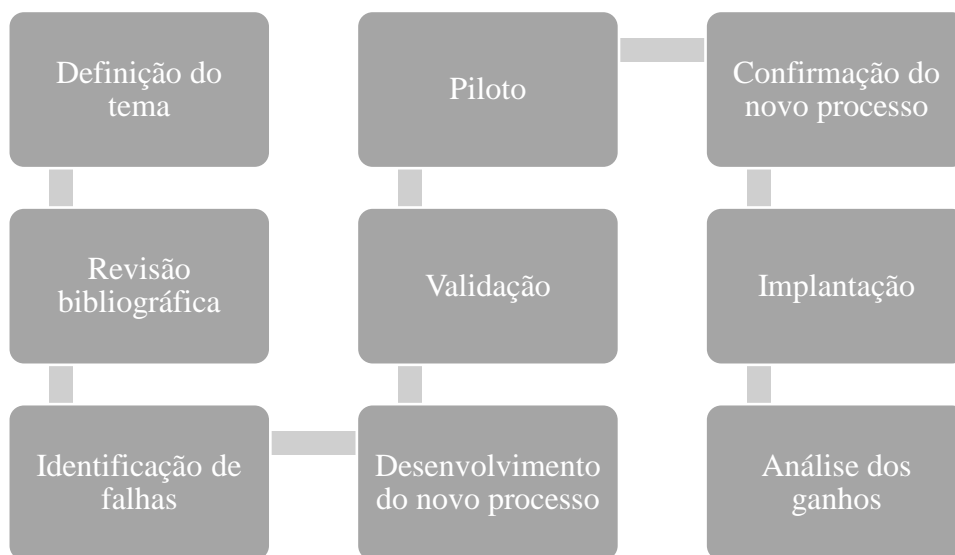 Definição do
tema
Revisão
bibliográfica
Identificação de
falhas
Desenvolvimento
do novo processo
Validação
Piloto
Confirmação do
novo processo
Implantação
Análise dos
ganhos